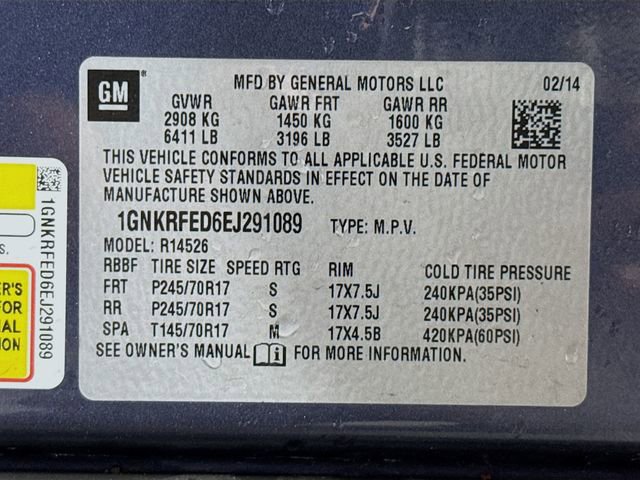 GM
MFD BY GENERAL MOTORS LLC 02/14
GVWR GAWR FRT GAWR RR
2908 KG 1450 KG 1600 KG
6411 LB 3196 LB 3527 LB
THIS VEHICLE CONFORMS TO ALL APPLICABLE U.S. FEDERAL MOTOR
VEHICLE SAFETY STANDARDS IN EFFECT ON THE DATE OF
MANUFACTURE SHOWN ABOVE.
1GNKRFED6EJ291089 TYPE: M.P.V.
MODEL: R14526
RBBF TIRE SIZE SPEED RTG RIM COLD TIRE PRESSURE
FRT P245/70R17 S 17X7.5J 240KPA(35PSI)
RR P245/70R17 S 17X7.5J 240KPA(35PSI)
SPA T145/70R17 M 17X4.5B 420KPA(60PSI)
SEE OWNER'S MANUAL i FOR MORE INFORMATION.
1GNKRFED6EJ291089